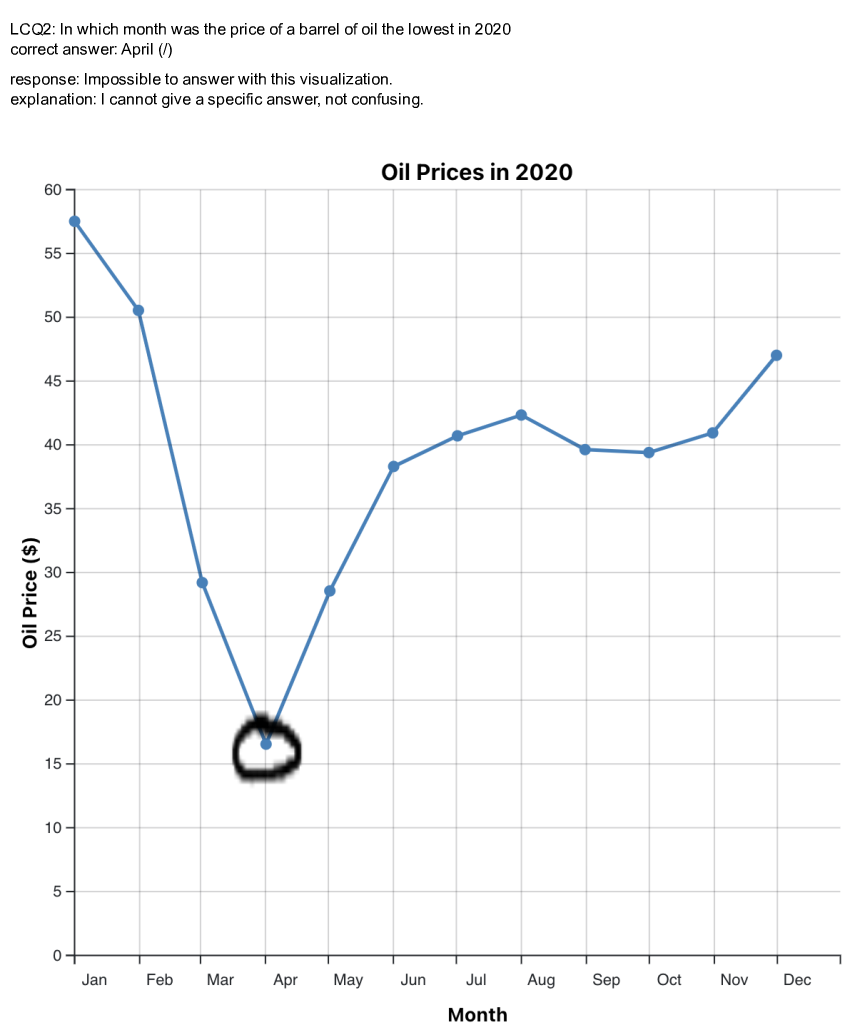 LCQ2: In which month was the price of a barrel of oil the lowest in 2020
correct answer: April (/)
response: Impossible to answer with this visualization.
explanation: I cannot give a specific answer, not confusing.
Oil Prices in 2020
60
55
50
45
40
35
30
25
20
15
10
5
0
Oil Price ($)
Jan Feb Mar Apr May Jun Jul Aug Sep Oct Nov Dec
Month